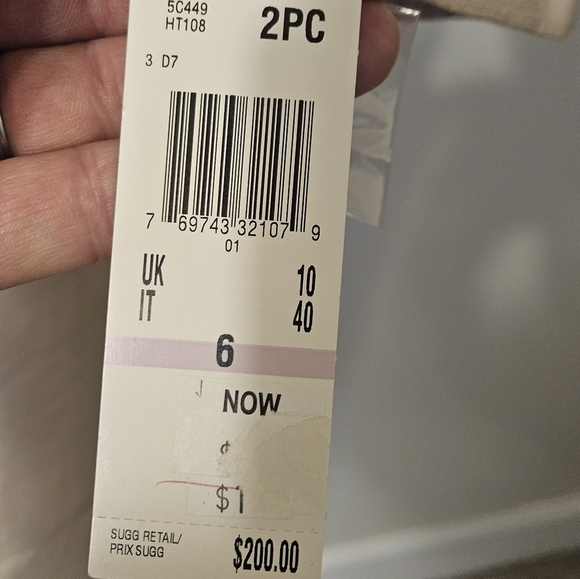 5C449
HT108
2PC
3 D7
7 69743 32107 9
01
UK 10
IT 40
6
NOW
$1
SUGG RETAIL/
PRIX SUGG
$200.00